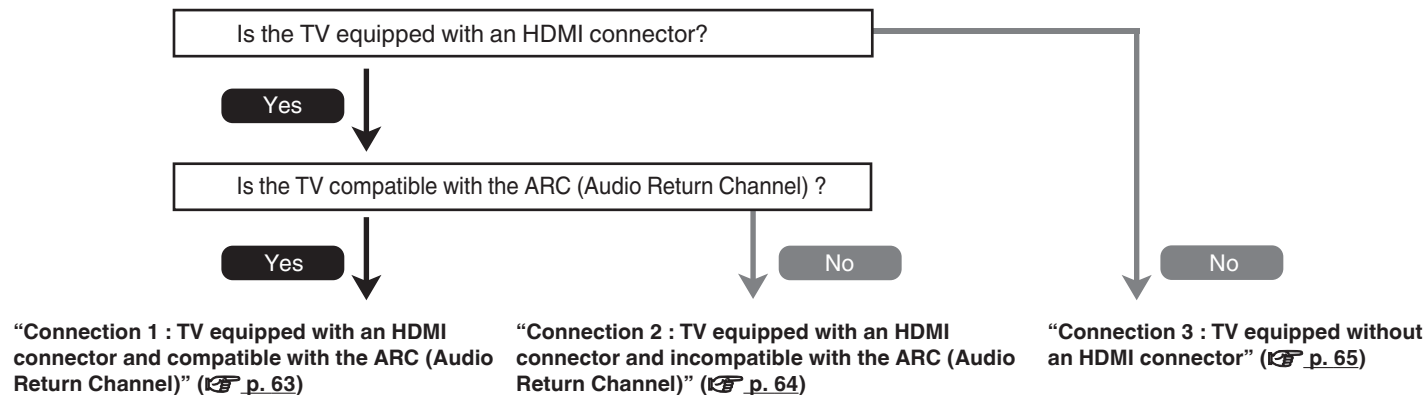 Is the TV equipped with an HDMI connector?
Yes
Is the TV compatible with the ARC (Audio Return Channel) ?
Yes
No
No
“Connection 1 : TV equipped with an HDMI
connector and compatible with the ARC (Audio
Return Channel)” (☞ p. 63)
“Connection 2 : TV equipped with an HDMI
connector and incompatible with the ARC (Audio
Return Channel)” (☞ p. 64)
“Connection 3 : TV equipped without
an HDMI connector” (☞ p. 65)